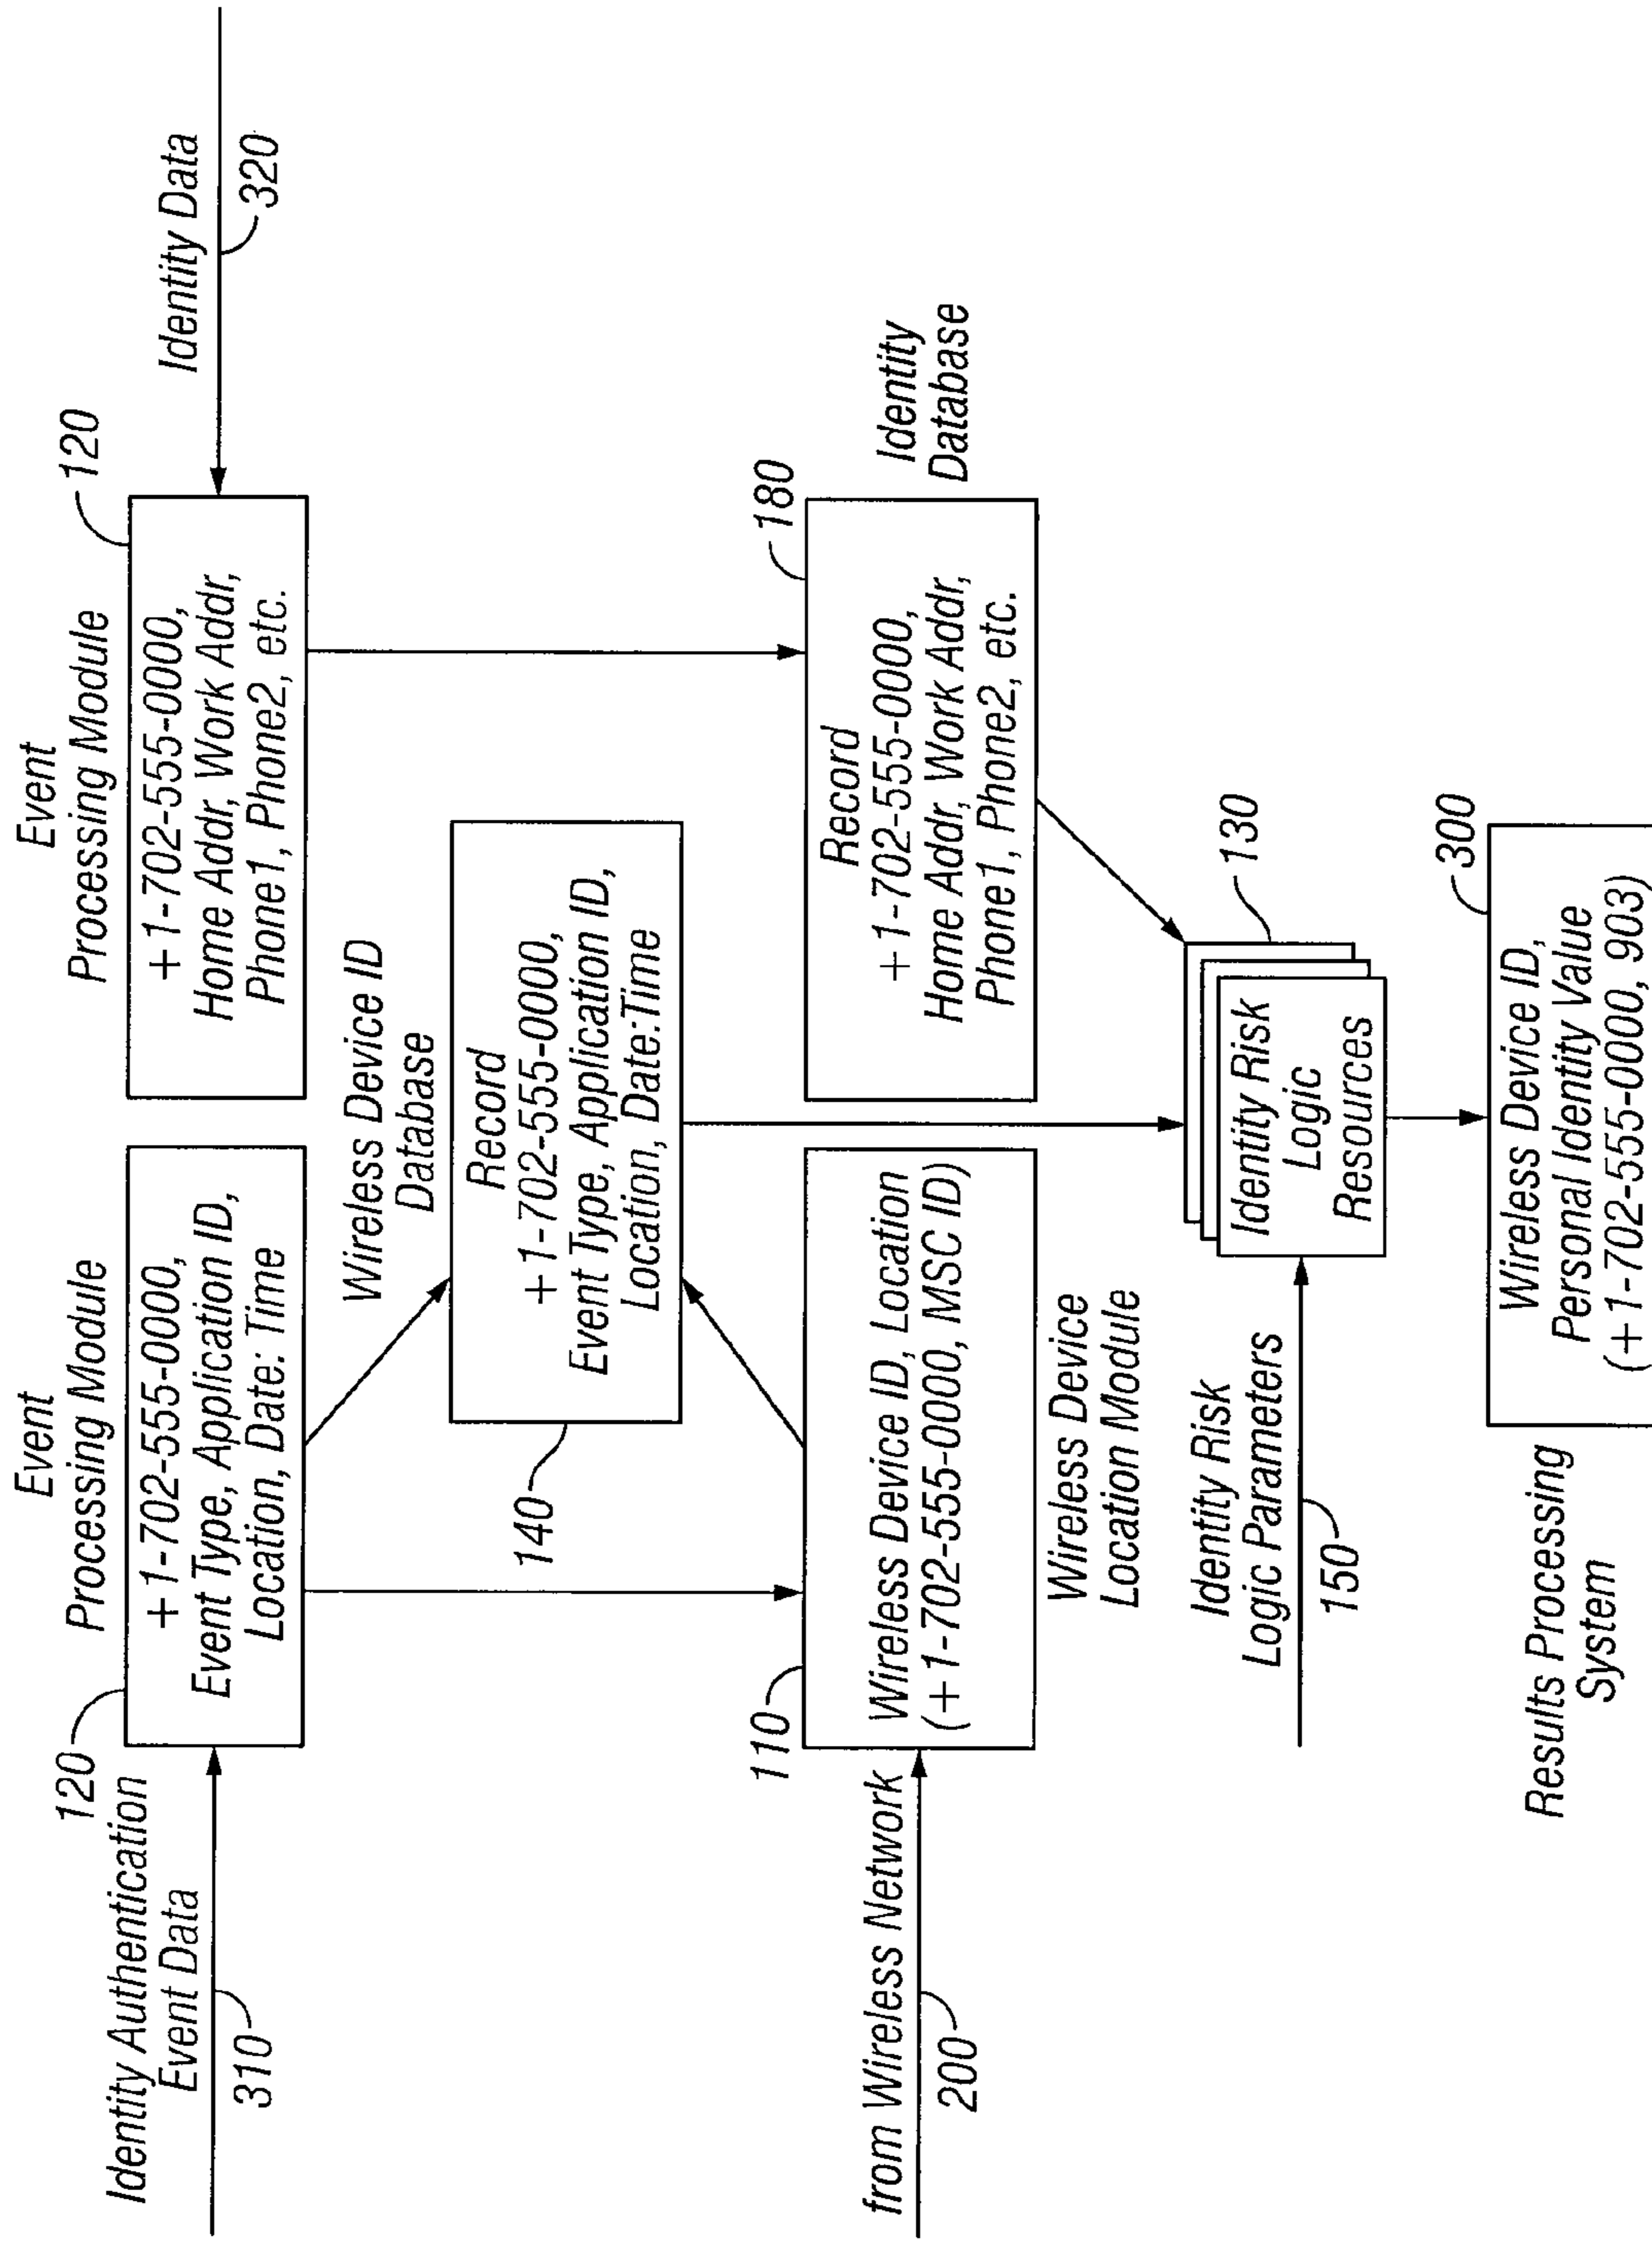 Event
Processing Module
120
Identity Authentication
Event Data
310
+1-702-555-0000,
Event Type, Application ID,
Location, Date: Time
Event
Processing Module
120
+1-702-555-0000,
Home Addr, Work Addr,
Phone1, Phone2, etc.
Identity Data
320
Wireless Device ID
Database
140
Record
+1-702-555-0000,
Event Type, Application ID,
Location, Date:Time
from Wireless Network
200
110
Wireless Device ID, Location
(+1-702-555-0000, MSC ID)
Wireless Device
Location Module
180
Record
+1-702-555-0000,
Home Addr, Work Addr,
Phone1, Phone2, etc.
Identity
Database
Identity Risk
Logic Parameters
150
130
Identity Risk
Logic
Resources
Results Processing
System
300
Wireless Device ID,
Personal Identity Value
(+1-702-555-0000, 903)